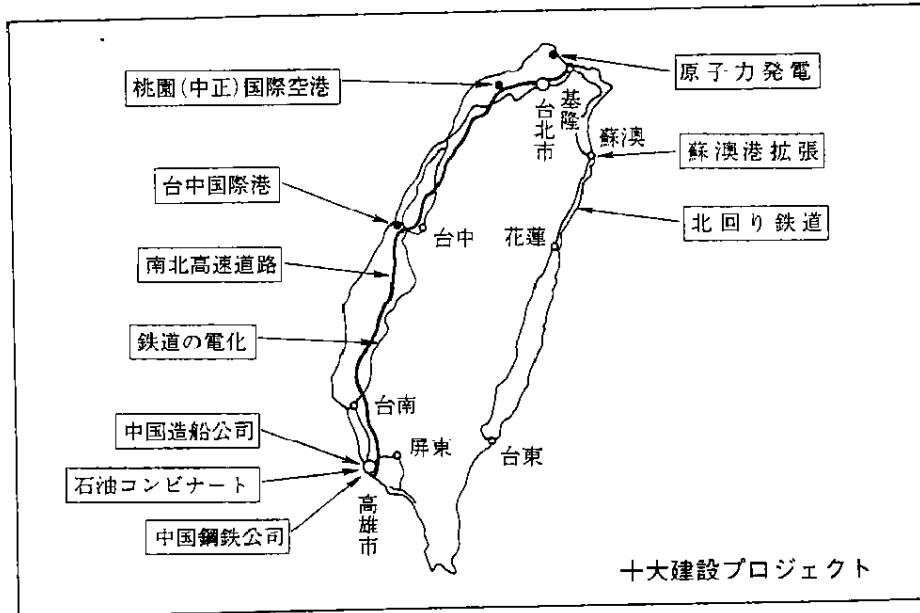 原子力発電
桃園(中正)国際空港
基隆
台北市
蘇澳
蘇澳港拡張
台中国際港
北回り鉄道
台中
花蓮
南北高速道路
鉄道の電化
台南
中国造船公司
屏東
台東
石油コンビナート
高雄市
中国鋼鉄公司
十大建設プロジェクト